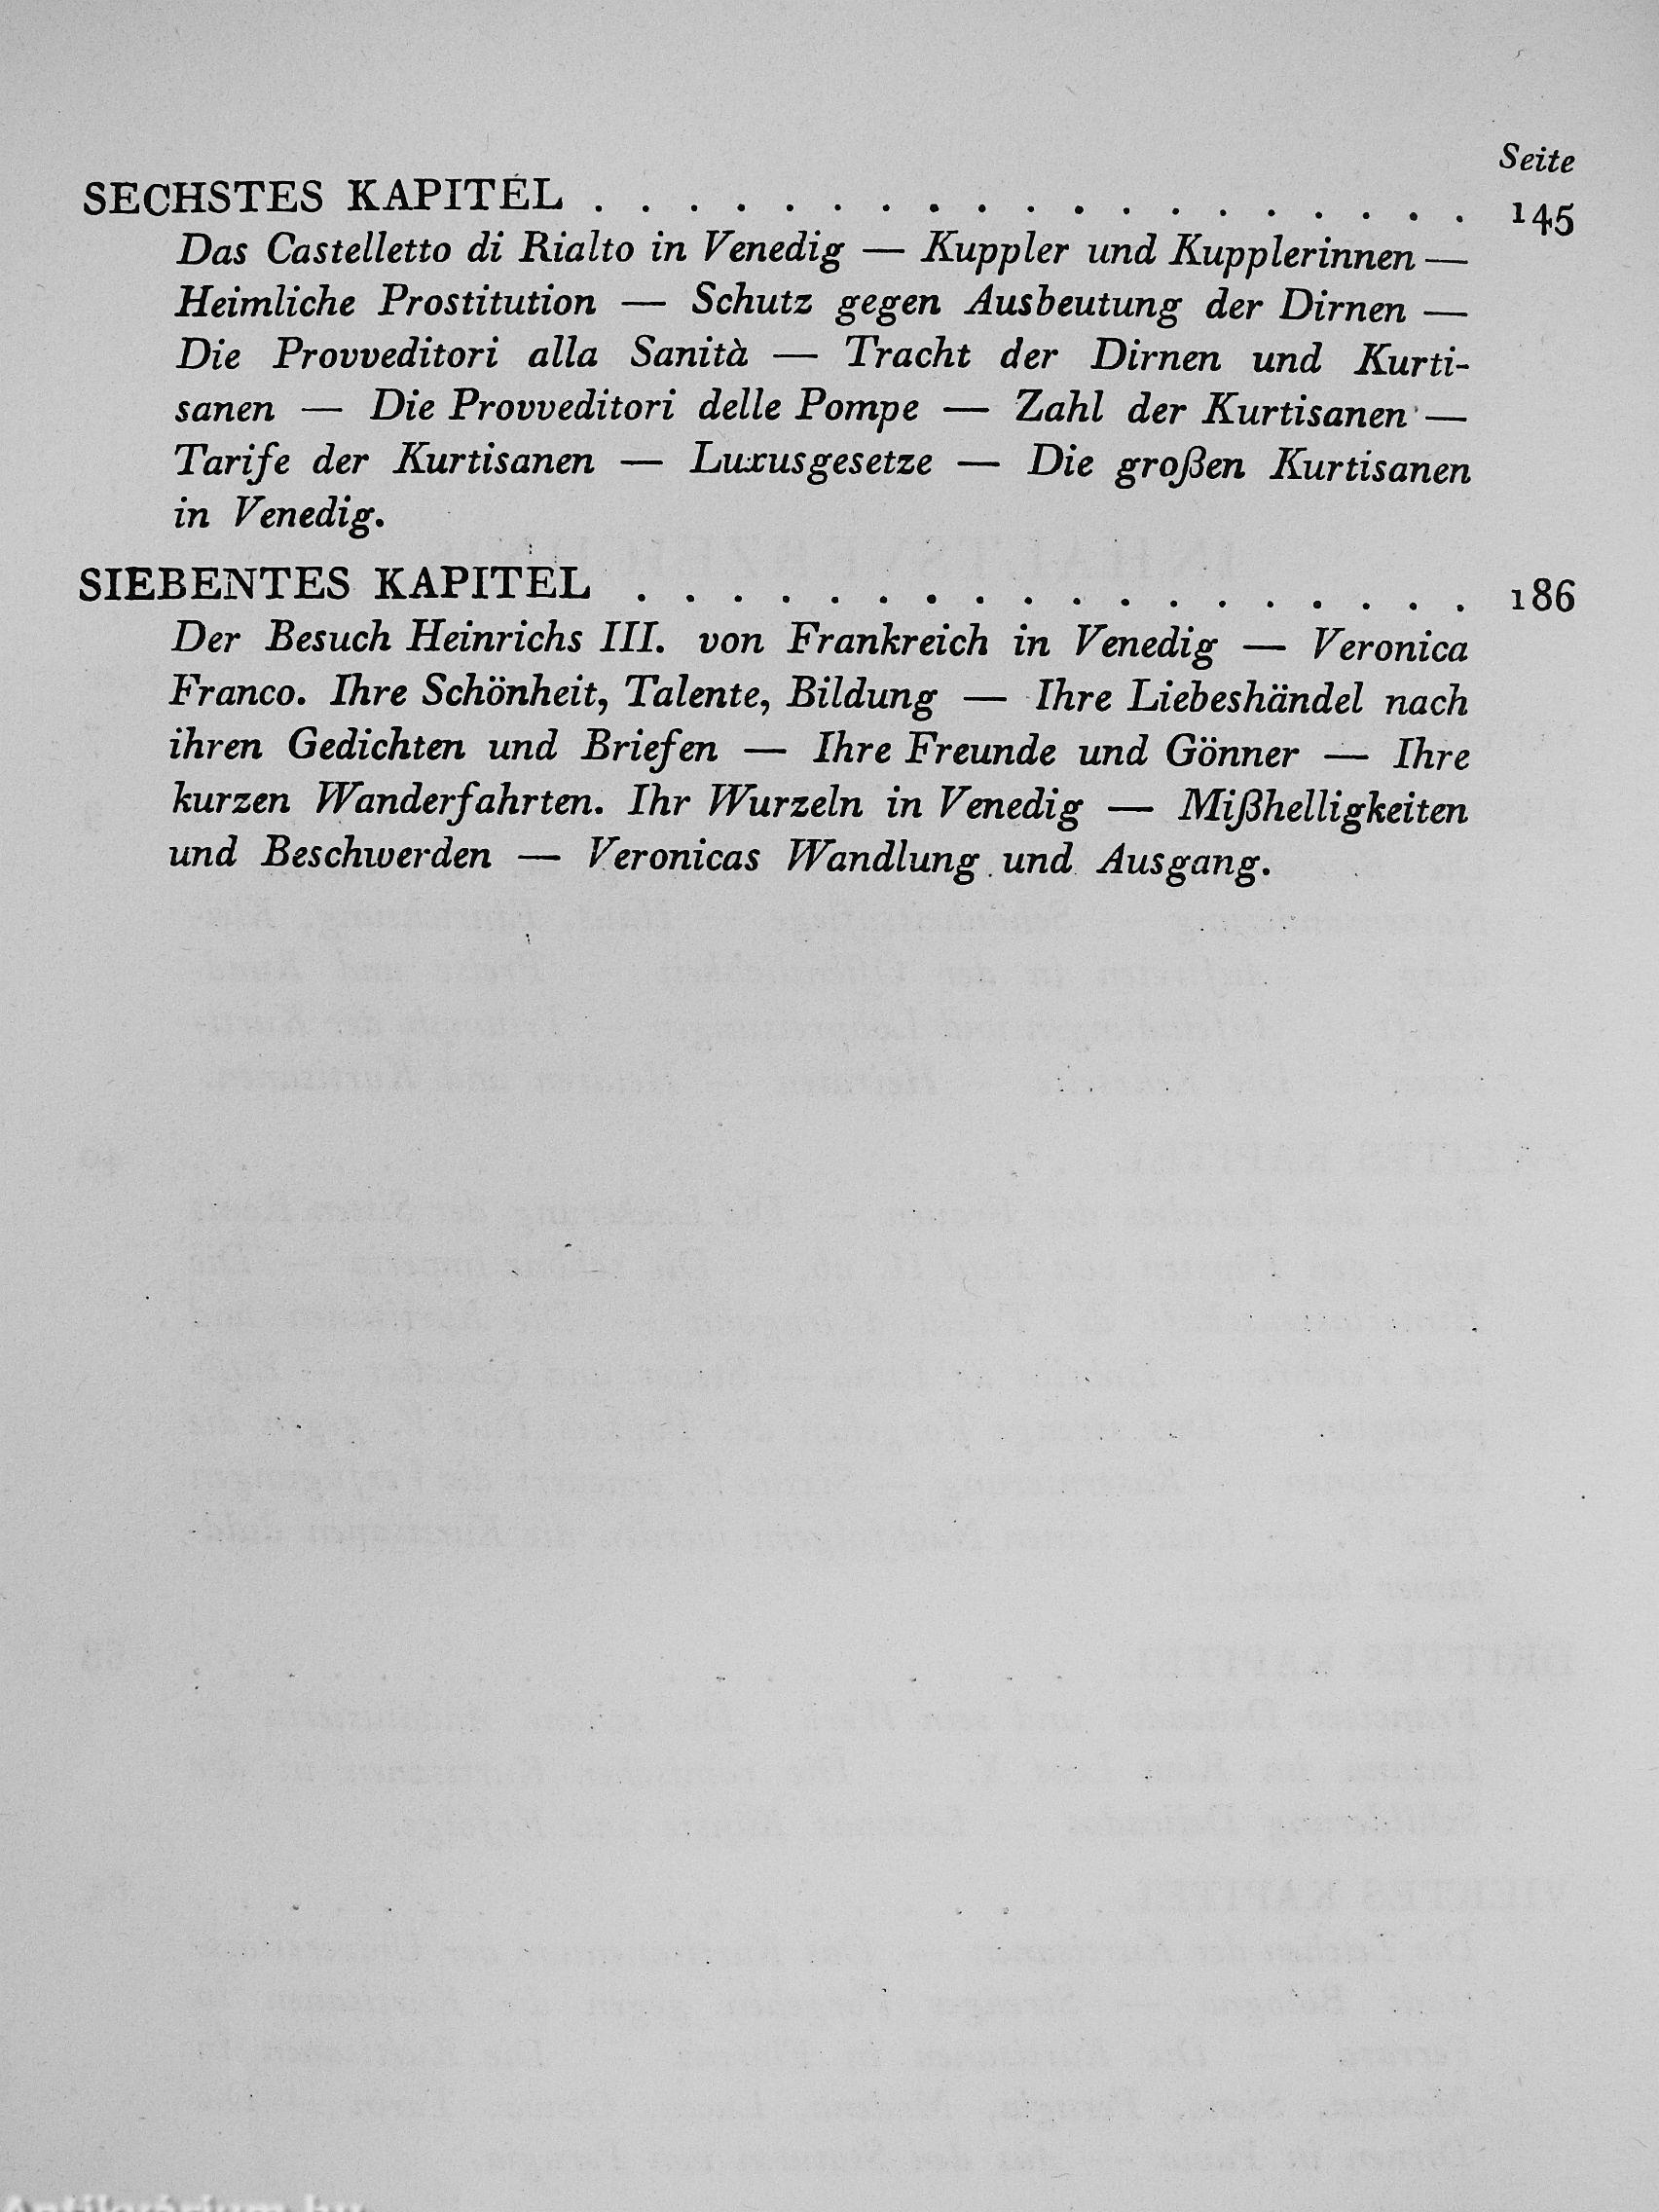 Seite
SECHSTES KAPITEL . . . . . . . . . . . . . . . . . . . 145
Das Castelletto di Rialto in Venedig — Kuppler und Kupplerinnen —
Heimliche Prostitution — Schutz gegen Ausbeutung der Dirnen —
Die Provveditori alla Sanità — Tracht der Dirnen und Kurti-
sanen — Die Provveditori delle Pompe — Zahl der Kurtisanen —
Tarife der Kurtisanen — Luxusgesetze — Die großen Kurtisanen
in Venedig.
SIEBENTES KAPITEL . . . . . . . . . . . . . . . . . . 186
Der Besuch Heinrichs III. von Frankreich in Venedig — Veronica
Franco. Ihre Schönheit, Talente, Bildung — Ihre Liebeshändel nach
ihren Gedichten und Briefen — Ihre Freunde und Gönner — Ihre
kurzen Wanderfahrten. Ihr Wurzeln in Venedig — Mißhelligkeiten
und Beschwerden — Veronicas Wandlung und Ausgang.